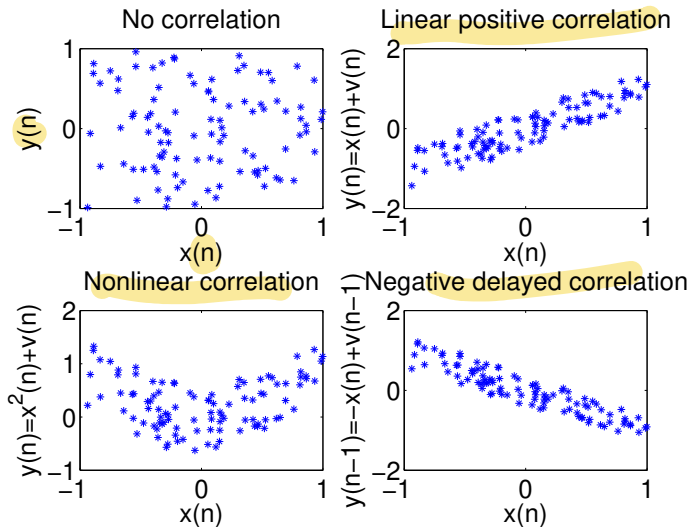 No correlation
1
0
−1
y(n)
−1
0
1
x(n)
Linear positive correlation
2
0
−2
y(n)=x(n)+v(n)
−1
0
1
x(n)
Nonlinear correlation
2
1
0
−1
y(n)=x²(n)+v(n)
−1
0
1
x(n)
Negative delayed correlation
2
0
−2
y(n−1)=−x(n)+v(n−1)
−1
0
1
x(n)